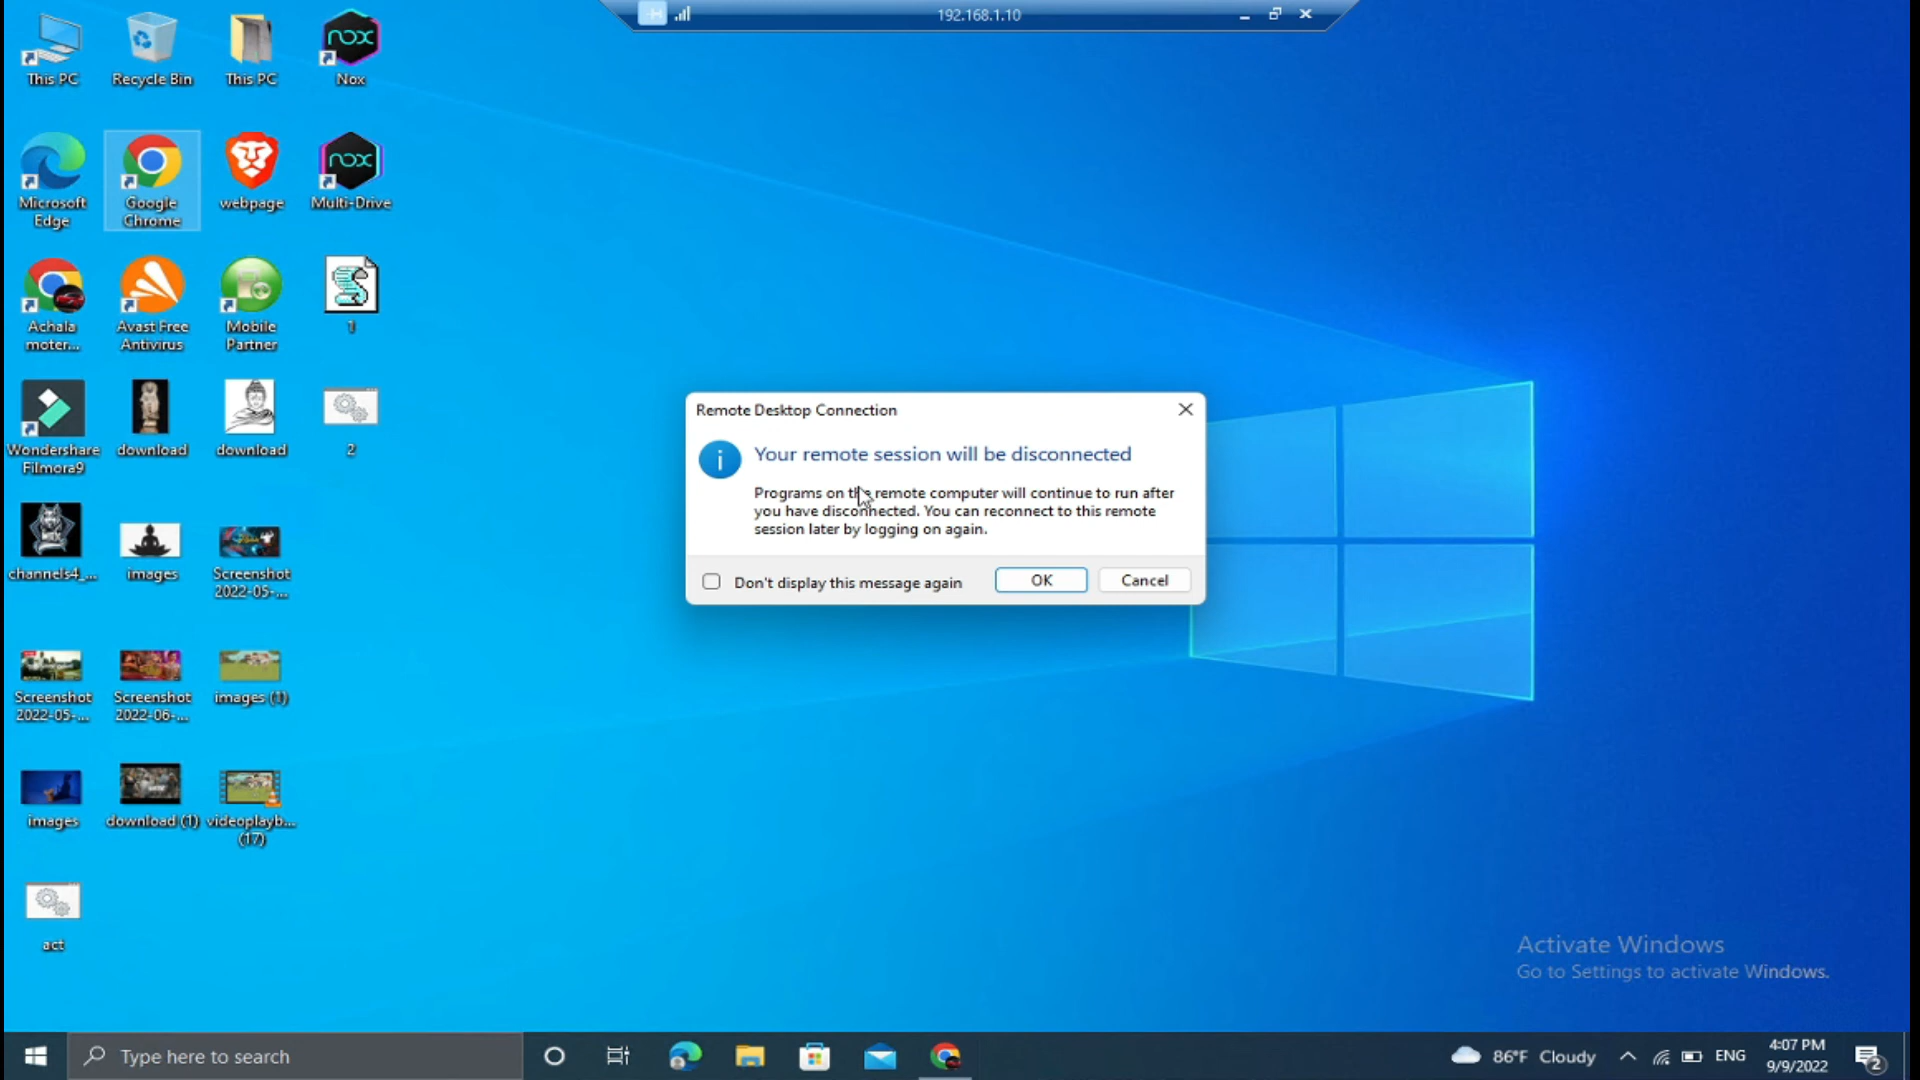 192.168.1.10
This PC
Recycle Bin
This PC
nox
Nox
Microsoft
Edge
Google
Chrome
webpage
nox
Multi-Drive
Achala
moter...
Avast Free
Antivirus
Mobile
Partner
1
Wondershare
Filmora9
download
download
2
channels4_...
images
Screenshot
2022-05-...
Screenshot
2022-05-...
Screenshot
2022-06-...
images (1)
images
download (1)
videoplayb...
(17)
act
Remote Desktop Connection
Your remote session will be disconnected
Programs on the remote computer will continue to run after
you have disconnected. You can reconnect to this remote
session later by logging on again.
Don't display this message again
OK
Cancel
Activate Windows
Go to Settings to activate Windows.
Type here to search
86°F Cloudy
ENG
4:07 PM
9/9/2022
2